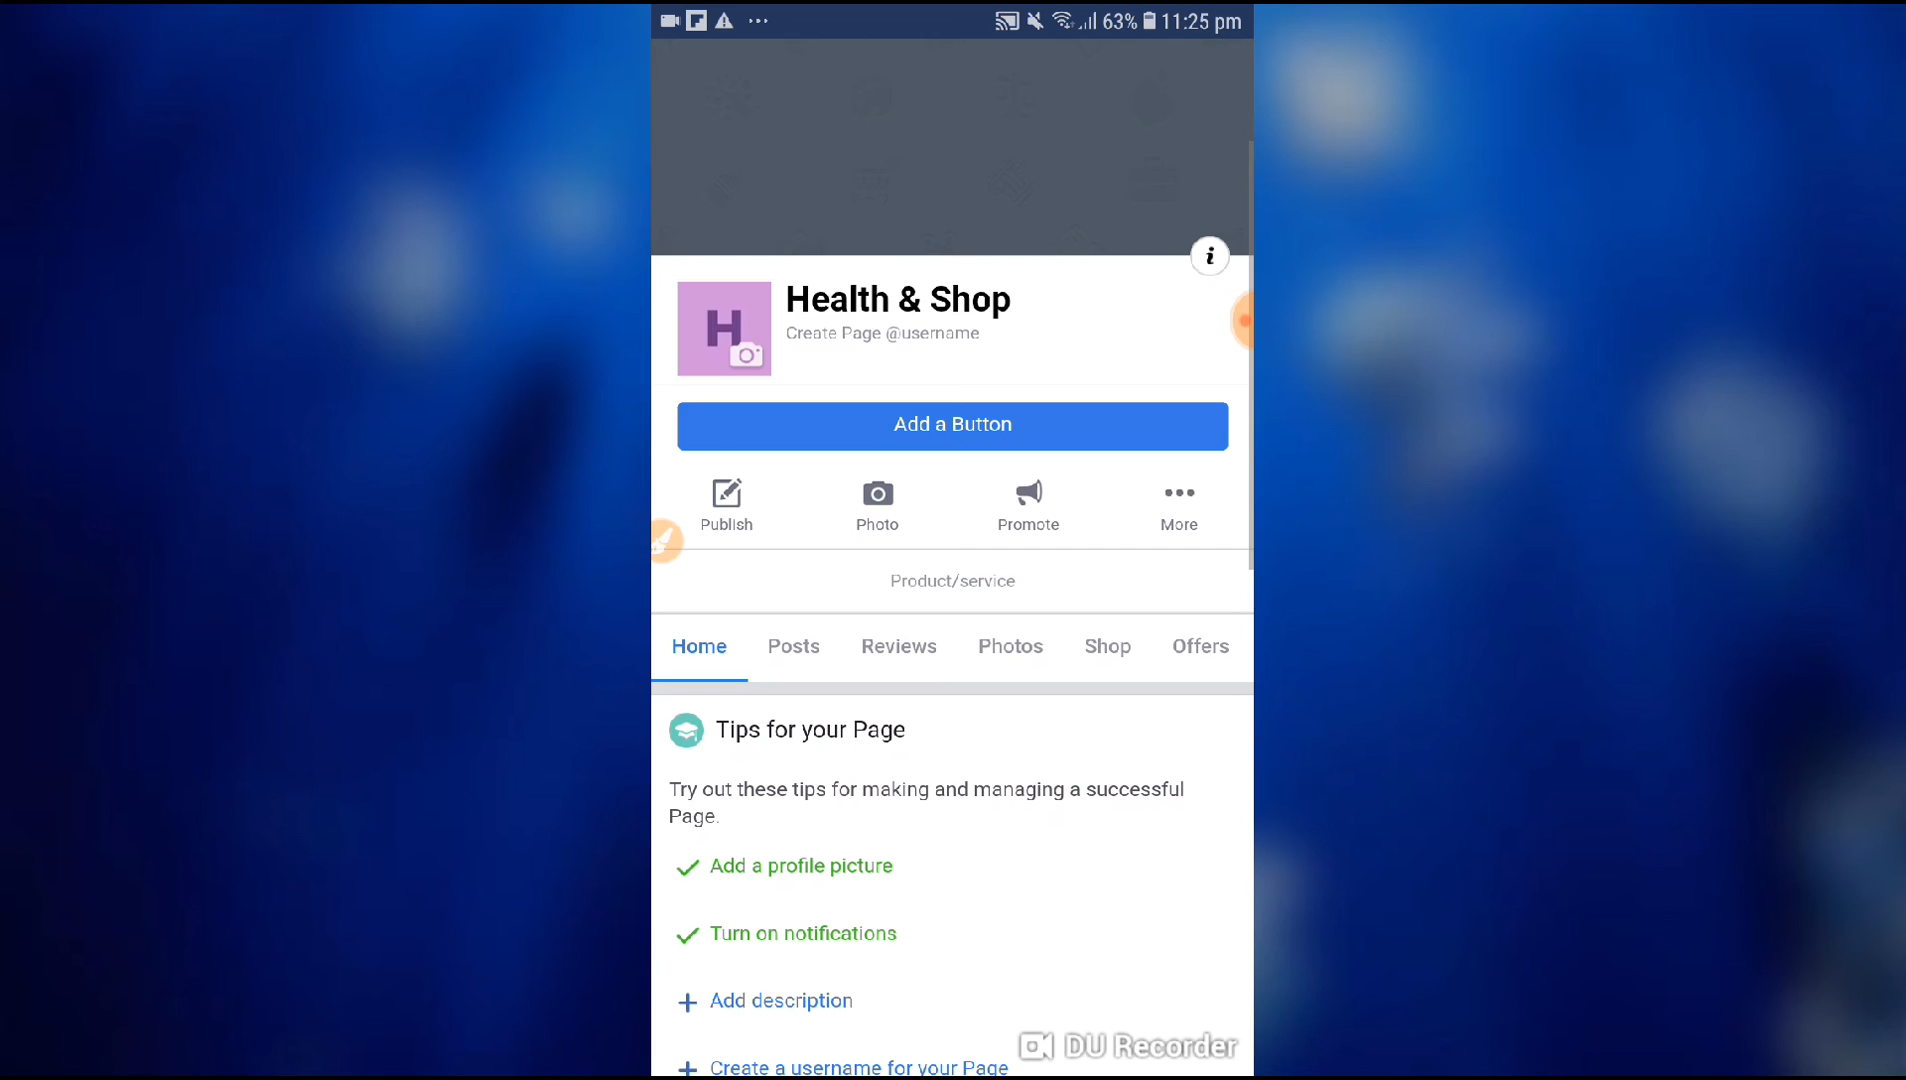 63% 11:25 pm
H
Health & Shop
Create Page @username
Add a Button
Publish Photo Promote More
Product/service
Home Posts Reviews Photos Shop Offers
Tips for your Page
Try out these tips for making and managing a successful
Page.
Add a profile picture
Turn on notifications
Add description
Create a username for your Page
DU Recorder